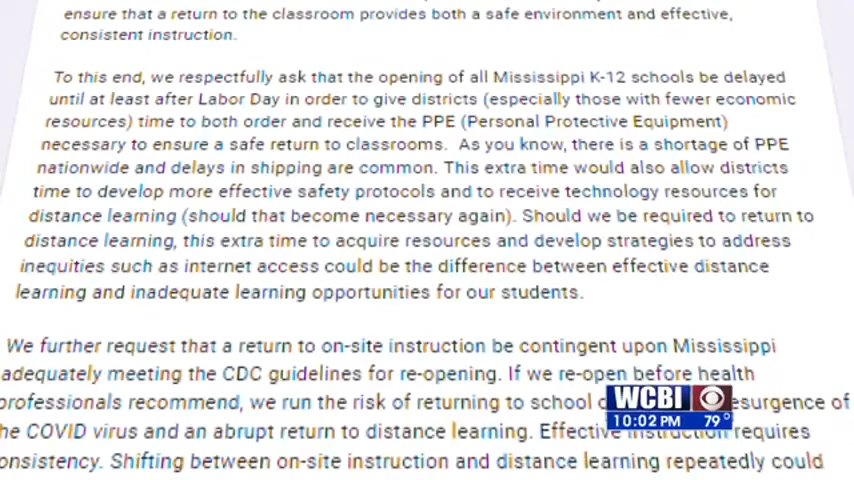 ensure that a return to the classroom provides both a safe environment and effective,
consistent instruction.
To this end, we respectfully ask that the opening of all Mississippi K-12 schools be delayed
until at least after Labor Day in order to give districts (especially those with fewer economic
resources) time to both order and receive the PPE (Personal Protective Equipment)
necessary to ensure a safe return to classrooms. As you know, there is a shortage of PPE
nationwide and delays in shipping are common. This extra time would also allow districts
time to develop more effective safety protocols and to receive technology resources for
distance learning (should that become necessary again). Should we be required to return to
distance learning, this extra time to acquire resources and develop strategies to address
inequities such as internet access could be the difference between effective distance
learning and inadequate learning opportunities for our students.
We further request that a return to on-site instruction be contingent upon Mississippi
adequately meeting the CDC guidelines for re-opening. If we re-open before health
professionals recommend, we run the risk of returning to school esurgence of
he COVID virus and an abrupt return to distance learning. Effective instruction requires
onsistency. Shifting between on-site instruction and distance learning repeatedly could
WCBI
10:02 PM 79°